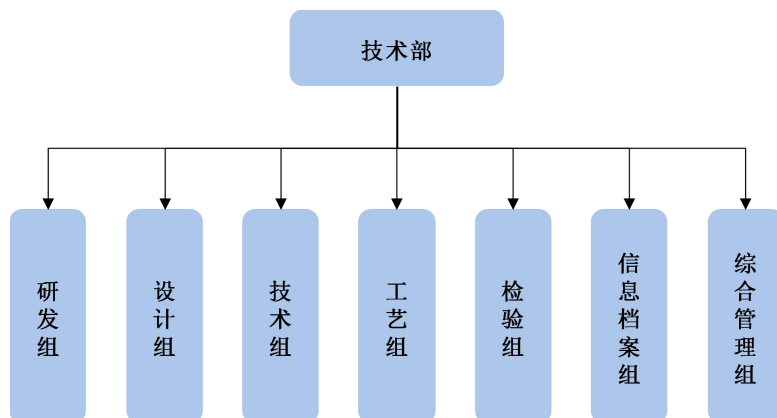 技术部
研发组
设计组
技术组
工艺组
检验组
信息档案组
综合管理组